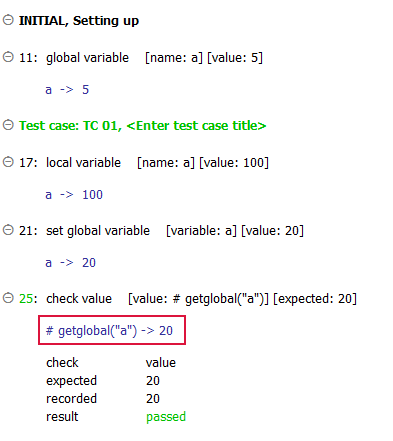 INITIAL, Setting up
11: global variable [name: a] [value: 5]
a -> 5
Test case: TC 01, <Enter test case title>
17: local variable [name: a] [value: 100]
a -> 100
21: set global variable [variable: a] [value: 20]
a -> 20
25: check value [value: # getglobal("a")] [expected: 20]
# getglobal("a") -> 20
check value
expected 20
recorded 20
result passed